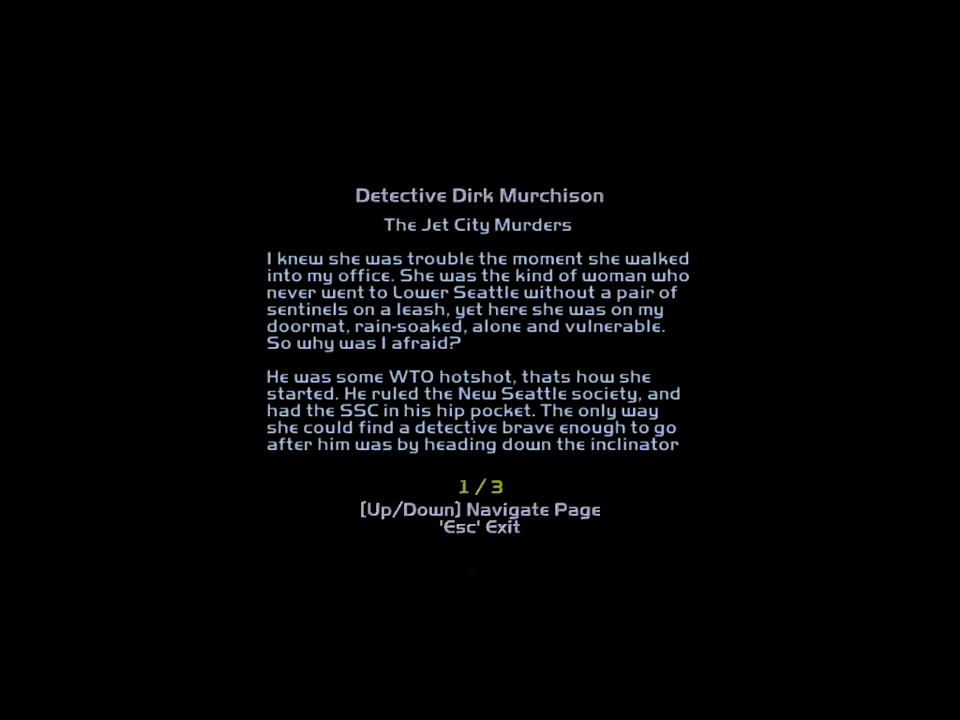 Detective Dirk Murchison
The Jet City Murders
I knew she was trouble the moment she walked
into my office. She was the kind of woman who
never went to Lower Seattle without a pair of
sentinels on a leash, yet here she was on my
doormat, rain-soaked, alone and vulnerable.
So why was I afraid?
He was some WTO hotshot, thats how she
started. He ruled the New Seattle society, and
had the SSC in his hip pocket. The only way
she could find a detective brave enough to go
after him was by heading down the inclinator
1 / 3
[Up/Down] Navigate Page
'Esc' Exit